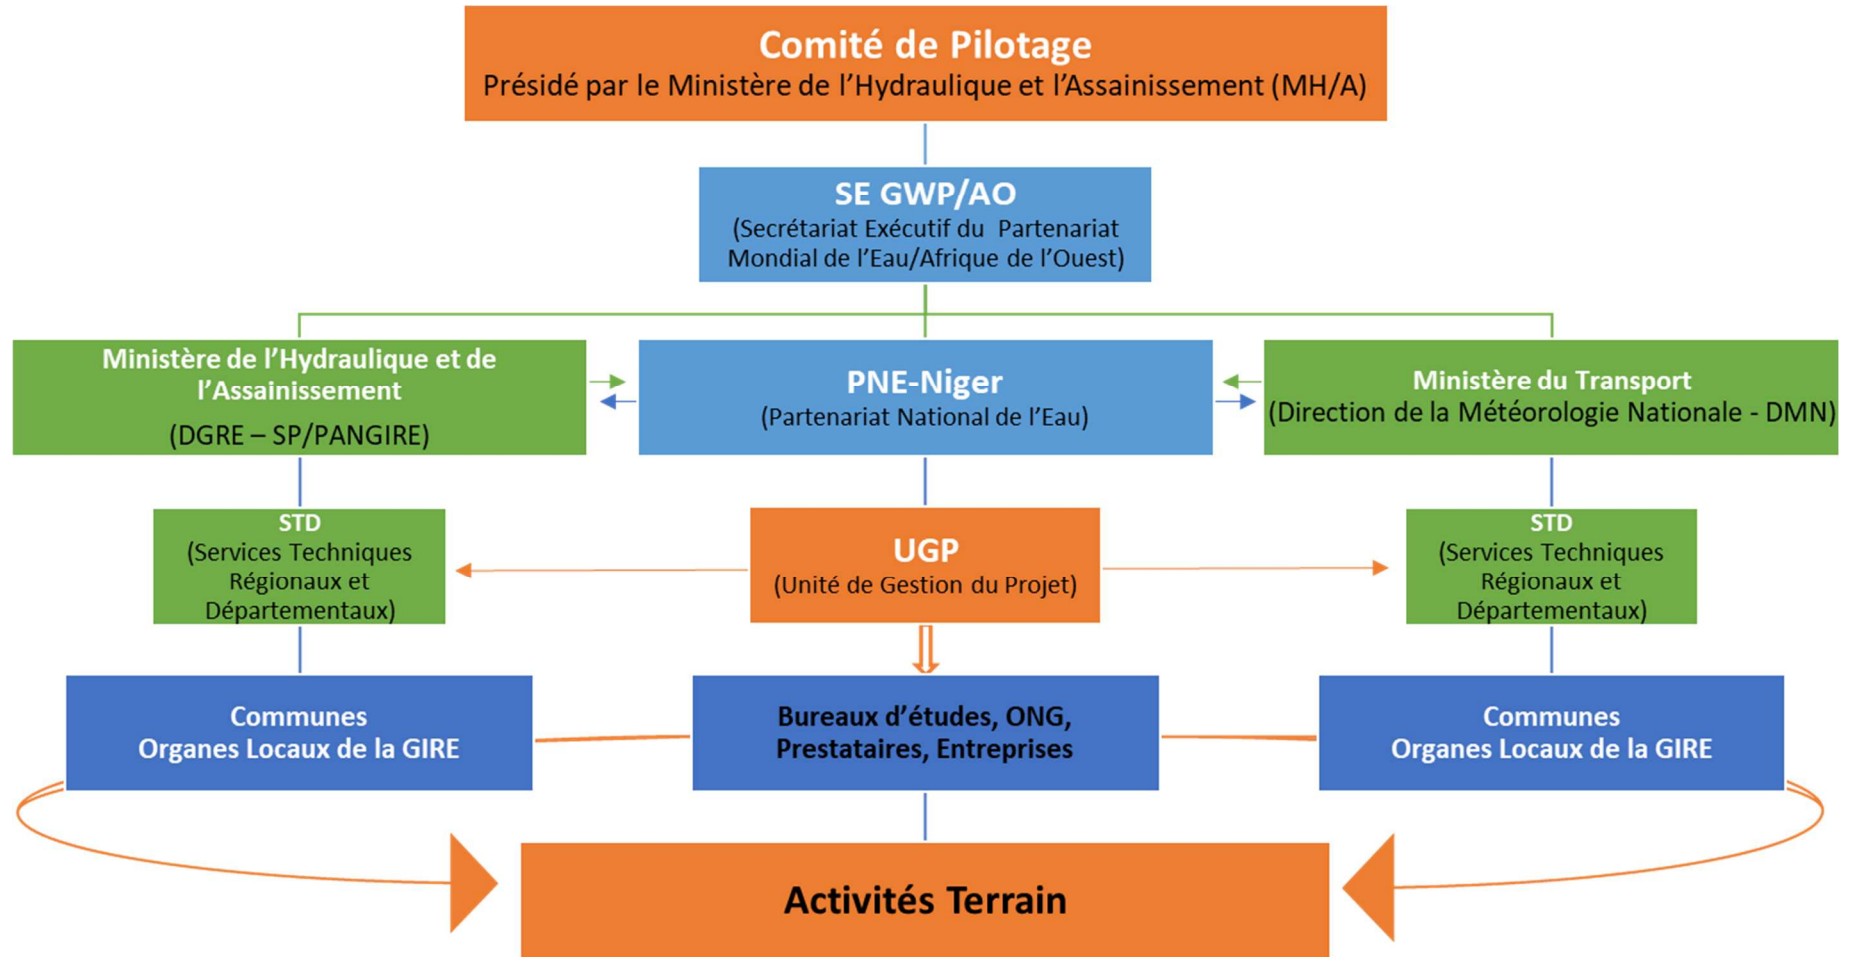 Comité de Pilotage
Présidé par le Ministère de l'Hydraulique et l'Assainissement (MH/A)
SE GWP/AO
(Secrétariat Exécutif du Partenariat
Mondial de l'Eau/Afrique de l'Ouest)
Ministère de l'Hydraulique et de
l'Assainissement
(DGRE – SP/PANGIRE)
PNE-Niger
(Partenariat National de l'Eau)
Ministère du Transport
(Direction de la Météorologie Nationale - DMN)
STD
(Services Techniques
Régionaux et
Départementaux)
UGP
(Unité de Gestion du Projet)
STD
(Services Techniques
Régionaux et
Départementaux)
Communes
Organes Locaux de la GIRE
Bureaux d'études, ONG,
Prestataires, Entreprises
Communes
Organes Locaux de la GIRE
Activités Terrain